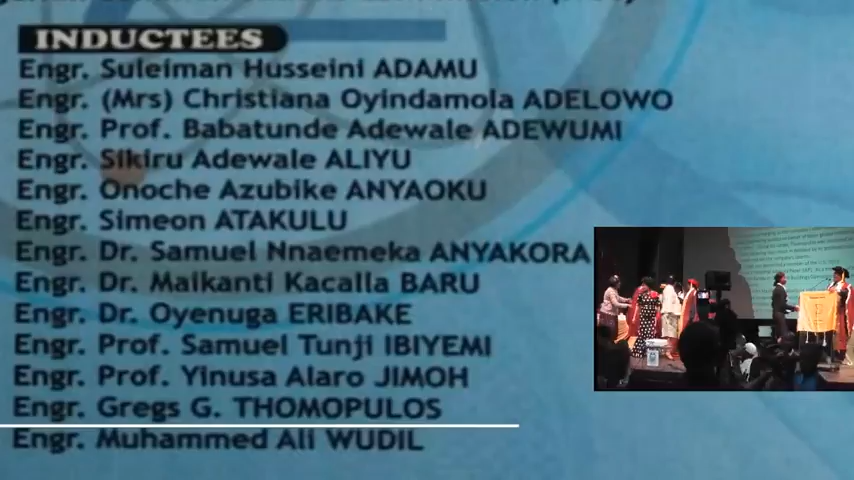 INDUCTEES
Engr. Suleiman Husseini ADAMU
Engr. (Mrs) Christiana Oyindamola ADELOWO
Engr. Prof. Babatunde Adewale ADEWUMI
Engr. Sikiru Adewale ALIYU
Engr. Onoche Azubike ANYAOKU
Engr. Simeon ATAKULU
Engr. Dr. Samuel Nnaemeka ANYAKORA
Engr. Dr. Maikanti Kacalla BARU
Engr. Dr. Oyenuga ERIBAKE
Engr. Prof. Samuel Tunji IBIYEMI
Engr. Prof. Yinusa Alaro JIMOH
Engr. Gregs G. THOMOPULOS
Engr. Muhammed Ali WUDIL